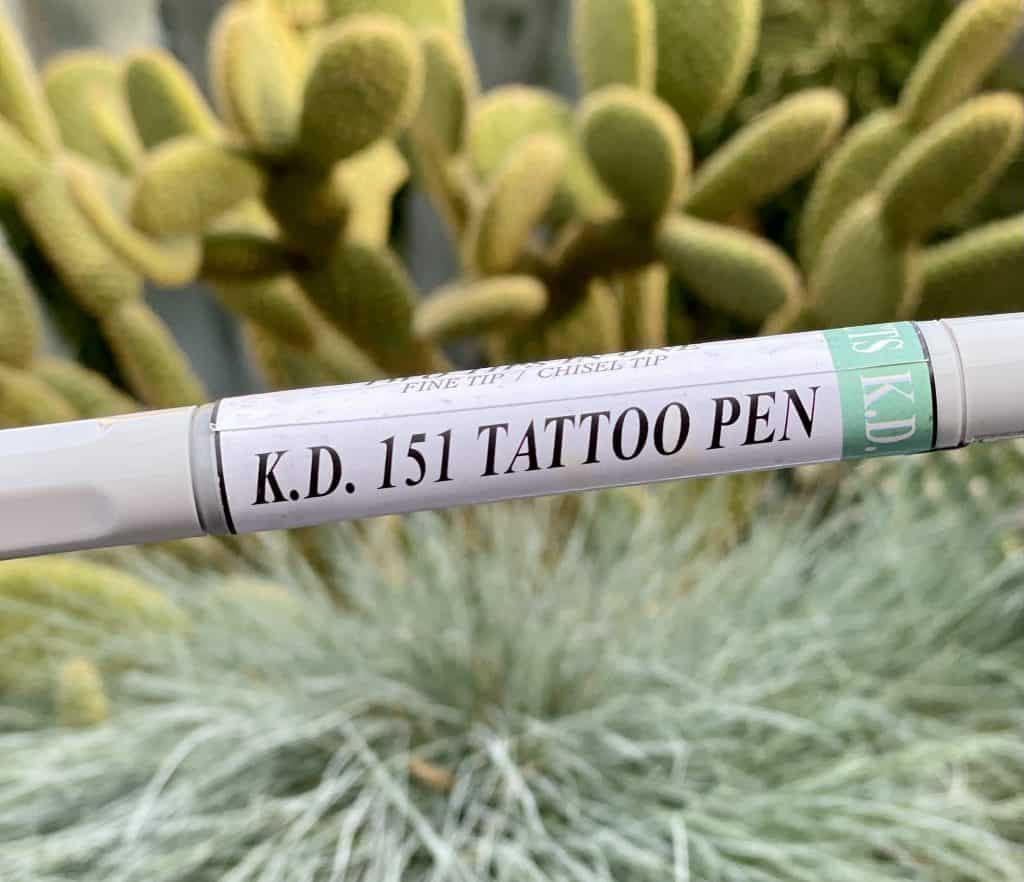 FINE TIP / CHISEL TIP
K.D. 151 TATTOO PEN
K.D.